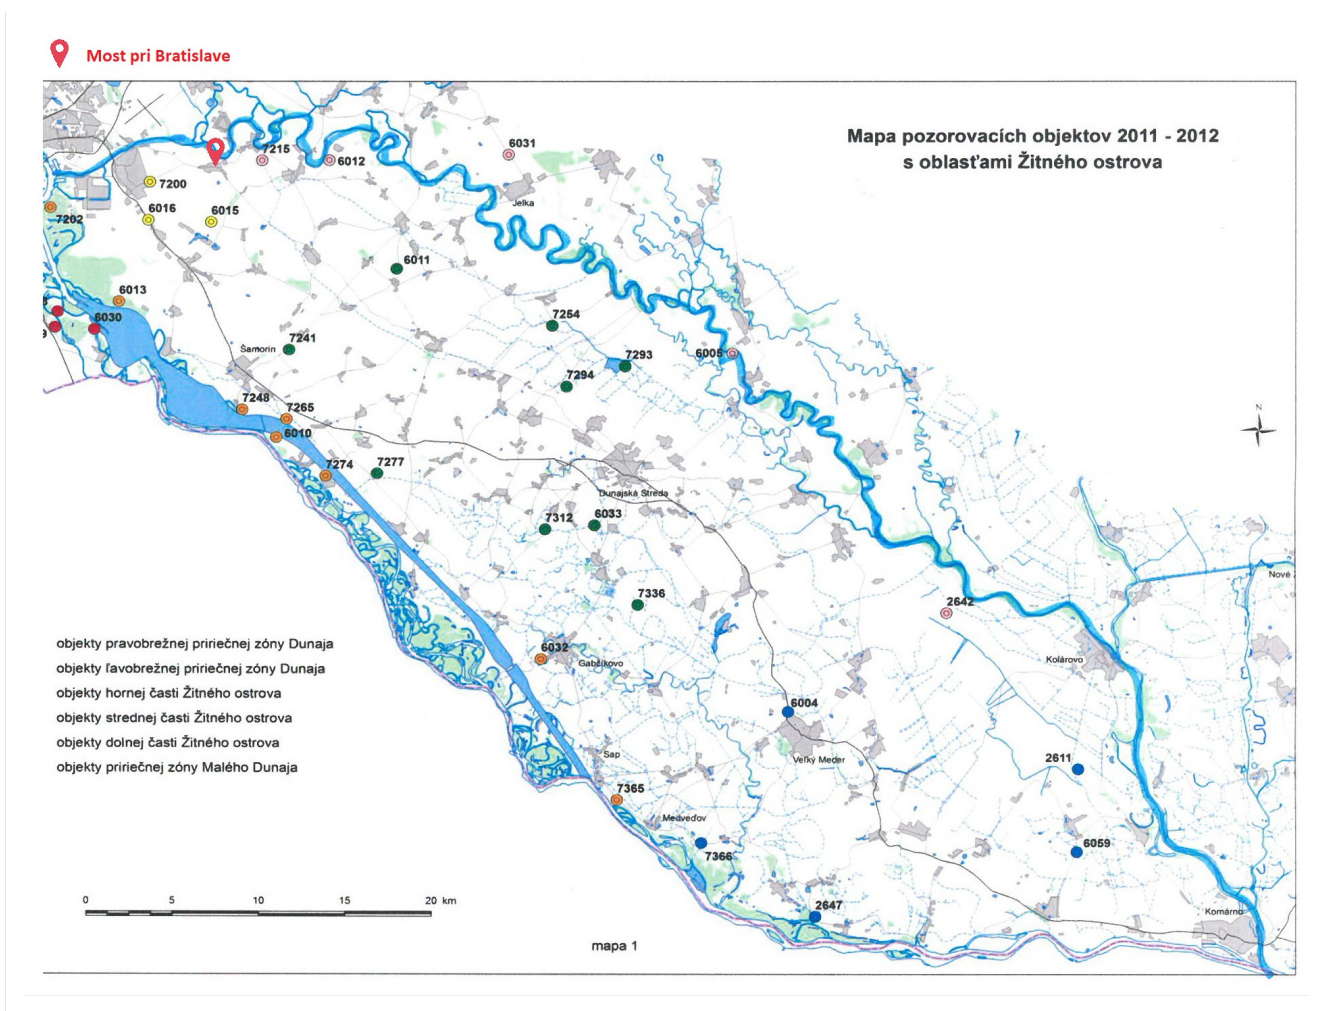 Most pri Bratislave
Mapa pozorovacích objektov 2011 - 2012
s oblasťami Žitného ostrova
7215
6012
6031
7200
Jelka
6016
6015
7202
6011
6013
6030
7254
7241
Šamorín
7293
6005
7294
7248
7265
6010
7274
7277
Dunajská Streda
7312
6033
Nové
7336
2642
objekty pravobrežnej pririečnej zóny Dunaja
objekty ľavobrežnej pririečnej zóny Dunaja
objekty hornej časti Žitného ostrova
objekty strednej časti Žitného ostrova
objekty dolnej časti Žitného ostrova
objekty pririečnej zóny Malého Dunaja
6032
Gabčíkovo
Kolárovo
6004
Veľký Meder
Sap
2611
7365
Medveďov
7366
6059
2647
Komárno
0 5 10 15 20 km
mapa 1
N